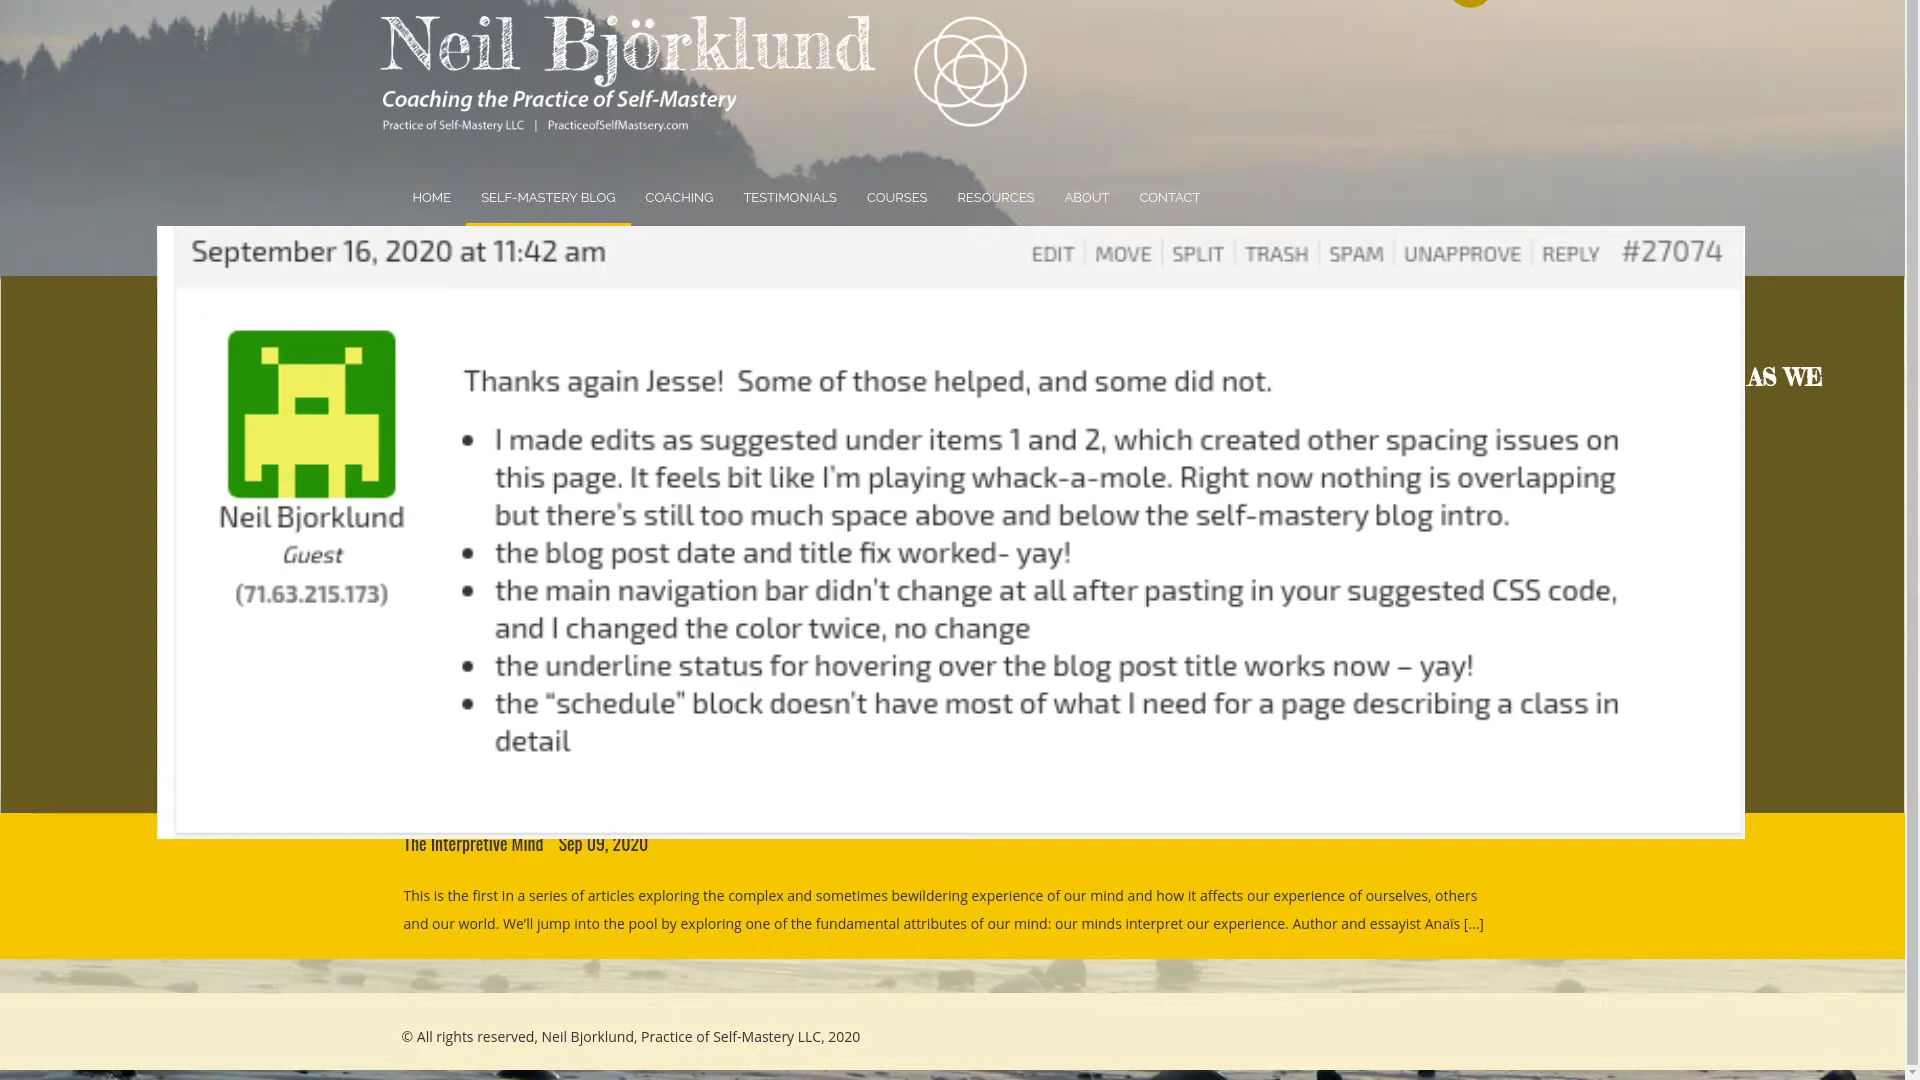 Neil Björklund
Coaching the Practice of Self-Mastery
Practice of Self-Mastery LLC | PracticeofSelfMastsery.com
HOME SELF-MASTERY BLOG COACHING TESTIMONIALS COURSES RESOURCES ABOUT CONTACT
September 16, 2020 at 11:42 am EDIT MOVE SPLIT TRASH SPAM UNAPPROVE REPLY #27074
AS WE
Neil Bjorklund
Guest
(71.63.215.173)
Thanks again Jesse! Some of those helped, and some did not.
• I made edits as suggested under items 1 and 2, which created other spacing issues on
this page. It feels bit like I'm playing whack-a-mole. Right now nothing is overlapping
but there's still too much space above and below the self-mastery blog intro.
• the blog post date and title fix worked- yay!
• the main navigation bar didn't change at all after pasting in your suggested CSS code,
and I changed the color twice, no change
• the underline status for hovering over the blog post title works now – yay!
• the “schedule” block doesn't have most of what I need for a page describing a class in
detail
The Interpretive Mind Sep 09, 2020
This is the first in a series of articles exploring the complex and sometimes bewildering experience of our mind and how it affects our experience of ourselves, others
and our world. We'll jump into the pool by exploring one of the fundamental attributes of our mind: our minds interpret our experience. Author and essayist Anaïs [...]
© All rights reserved, Neil Bjorklund, Practice of Self-Mastery LLC, 2020